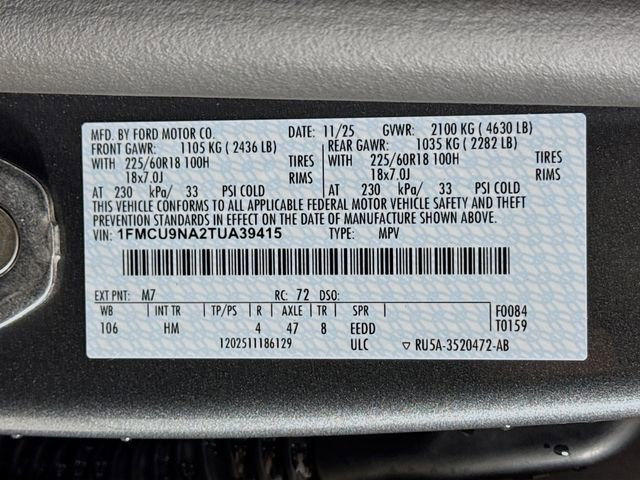 MFD. BY FORD MOTOR CO. DATE: 11/25 GVWR: 2100 KG ( 4630 LB)
FRONT GAWR: 1105 KG ( 2436 LB) REAR GAWR: 1035 KG ( 2282 LB)
WITH 225/60R18 100H TIRES WITH 225/60R18 100H TIRES
18x7.0J RIMS 18x7.0J RIMS
AT 230 kPa/ 33 PSI COLD AT 230 kPa/ 33 PSI COLD
THIS VEHICLE CONFORMS TO ALL APPLICABLE FEDERAL MOTOR VEHICLE SAFETY AND THEFT
PREVENTION STANDARDS IN EFFECT ON THE DATE OF MANUFACTURE SHOWN ABOVE.
VIN: 1FMCU9NA2TUA39415 TYPE: MPV
EXT PNT: M7 RC: 72 DSO:
WB INT TR TP/PS R AXLE TR SPR F0084
106 HM 4 47 8 EEDD T0159
1202511186129 ULC ▽ RU5A-3520472-AB